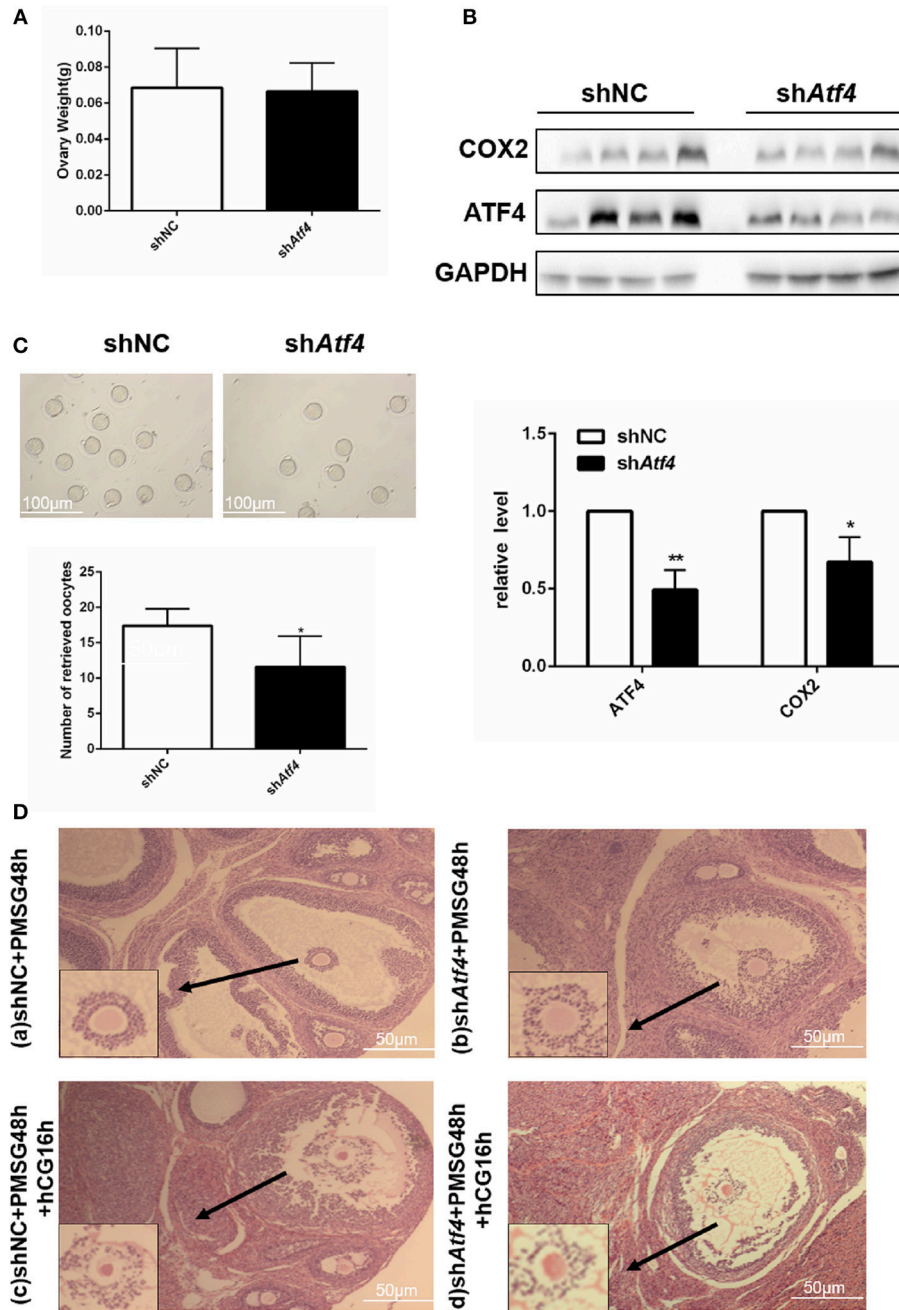 A
Ovary Weight(g)
0.10
0.08
0.06
0.04
0.02
0.00
shNC
shAtf4
B
shNC shAtf4
COX2
ATF4
GAPDH
C
shNC shAtf4
100μm
100μm
Number of retrieved oocytes
25
20
15
10
5
0
50μm
*
shNC
shAtf4
relative level
1.5
1.0
0.5
0.0
shNC
shAtf4
**
*
ATF4
COX2
D
(a)shNC+PMSG48h
50μm
(b)shAtf4+PMSG48h
50μm
(c)shNC+PMSG48h
+hCG16h
50μm
d)shAtf4+PMSG48h
+hCG16h
50μm